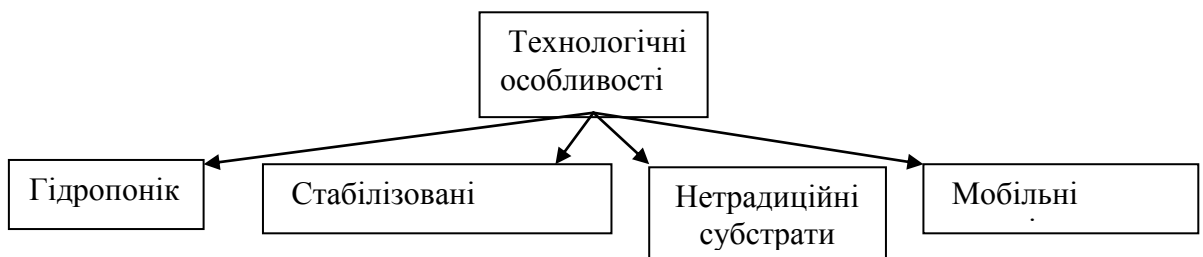 Технологічні
особливості
Гідропонік
Стабілізовані
Нетрадиційні
субстрати
Мобільні